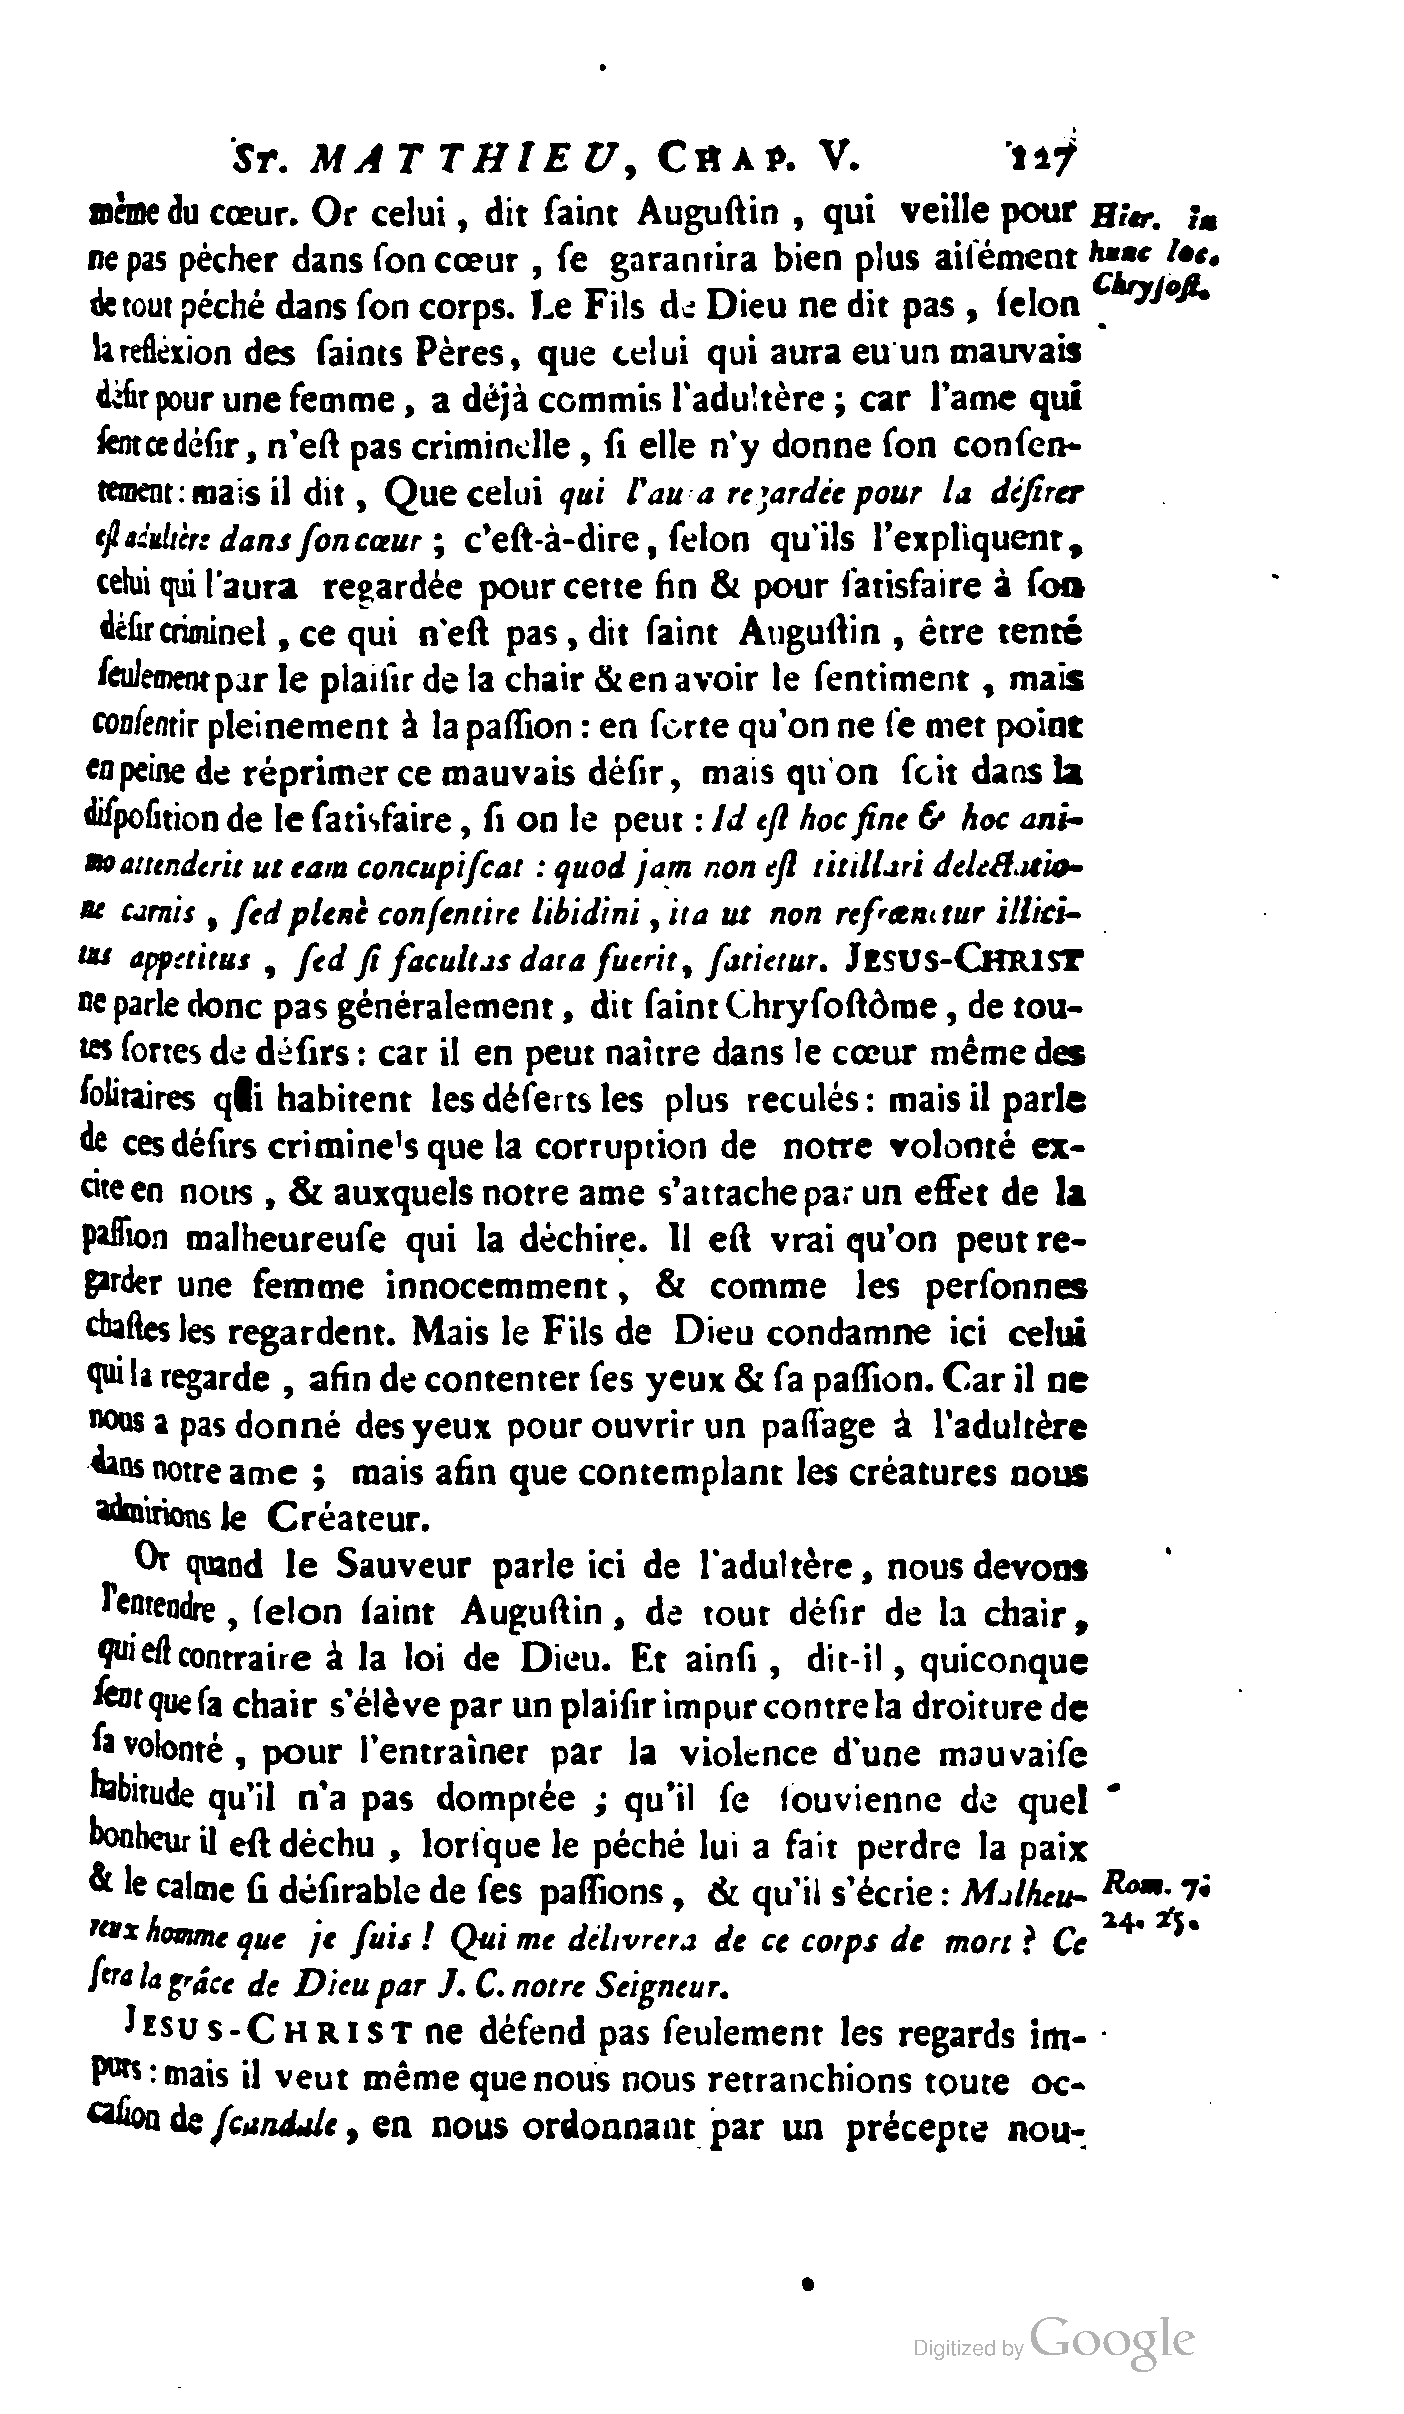 St. MATTHIEU, CHAP. V. 127
même du cœur. Or celui, dit ſaint Auguſtin, qui veille pour
Hier. in
ne pas pécher dans ſon cœur, ſe garantira bien plus aiſément
hunc loc.
de tout péché dans ſon corps. Le Fils de Dieu ne dit pas, ſelon
Chryſoſt.
la refléxion des ſaints Pères, que celui qui aura eu un mauvais
déſir pour une femme, a déjà commis l'adultère ; car l'ame qui
ſent ce déſir, n'eſt pas criminelle, ſi elle n'y donne ſon conſen-
tement : mais il dit, Que celui qui l'aura regardée pour la déſirer
eſt adultère dans ſon cœur ; c'eſt-à-dire, ſelon qu'ils l'expliquent,
celui qui l'aura regardée pour cette fin & pour ſatisfaire à ſon
déſir criminel, ce qui n'eſt pas, dit ſaint Auguſtin, être tenté
ſeulement par le plaiſir de la chair & en avoir le ſentiment, mais
conſentir pleinement à la paſſion : en ſorte qu'on ne ſe met point
en peine de réprimer ce mauvais déſir, mais qu'on ſoit dans la
diſpoſition de le ſatisfaire, ſi on le peut : Id eſt hoc fine & hoc ani-
mo attenderit ut eam concupiſcat : quod jam non eſt titillari delectatio-
ne carnis, ſed plenè conſentire libidini, ita ut non refrænetur illici-
tus appetitus, ſed ſi facultas data fuerit, ſatietur. JESUS-CHRIST
ne parle donc pas généralement, dit ſaint Chryſoſtôme, de tou-
tes ſortes de déſirs : car il en peut naître dans le cœur même des
ſolitaires qui habitent les déſerts les plus reculés : mais il parle
de ces déſirs criminels que la corruption de notre volonté ex-
cite en nous, & auxquels notre ame s'attache par un effet de la
paſſion malheureuſe qui la déchire. Il eſt vrai qu'on peut re-
garder une femme innocemment, & comme les perſonnes
chaſtes les regardent. Mais le Fils de Dieu condamne ici celui
qui la regarde, afin de contenter ſes yeux & ſa paſſion. Car il ne
nous a pas donné des yeux pour ouvrir un paſſage à l'adultère
dans notre ame ; mais afin que contemplant les créatures nous
admirions le Créateur.
Or quand le Sauveur parle ici de l'adultère, nous devons
l'entendre, ſelon ſaint Auguſtin, de tout déſir de la chair,
qui eſt contraire à la loi de Dieu. Et ainſi, dit-il, quiconque
ſent que ſa chair s'élève par un plaiſir impur contre la droiture de
ſa volonté, pour l'entraîner par la violence d'une mauvaiſe
habitude qu'il n'a pas domptée ; qu'il ſe ſouvienne de quel
bonheur il eſt déchu, lorſque le péché lui a fait perdre la paix
& le calme ſi déſirable de ſes paſſions, & qu'il s'écrie : Malheu-
Rom. 7.
reux homme que je ſuis ! Qui me délivrera de ce corps de mort ? Ce
24. 25.
ſera la grâce de Dieu par J. C. notre Seigneur.
JESUS-CHRIST ne défend pas ſeulement les regards im-
purs : mais il veut même que nous nous retranchions toute oc-
caſion de ſcandale, en nous ordonnant par un précepte nou-
Digitized by Google